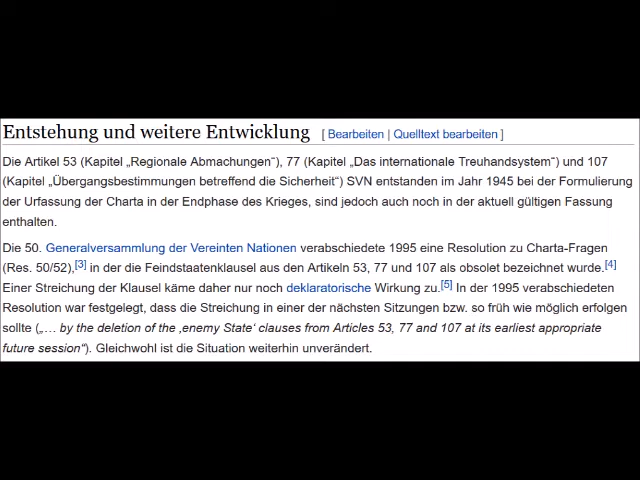 Entstehung und weitere Entwicklung [ Bearbeiten | Quelltext bearbeiten ]
Die Artikel 53 (Kapitel „Regionale Abmachungen“), 77 (Kapitel „Das internationale Treuhandsystem“) und 107
(Kapitel „Übergangsbestimmungen betreffend die Sicherheit“) SVN entstanden im Jahr 1945 bei der Formulierung
der Urfassung der Charta in der Endphase des Krieges, sind jedoch auch noch in der aktuell gültigen Fassung
enthalten.
Die 50. Generalversammlung der Vereinten Nationen verabschiedete 1995 eine Resolution zu Charta-Fragen
(Res. 50/52),[3] in der die Feindstaatenklausel aus den Artikeln 53, 77 und 107 als obsolet bezeichnet wurde.[4]
Einer Streichung der Klausel käme daher nur noch deklaratorische Wirkung zu.[5] In der 1995 verabschiedeten
Resolution war festgelegt, dass die Streichung in einer der nächsten Sitzungen bzw. so früh wie möglich erfolgen
sollte („… by the deletion of the ‚enemy State‘ clauses from Articles 53, 77 and 107 at its earliest appropriate
future session“). Gleichwohl ist die Situation weiterhin unverändert.